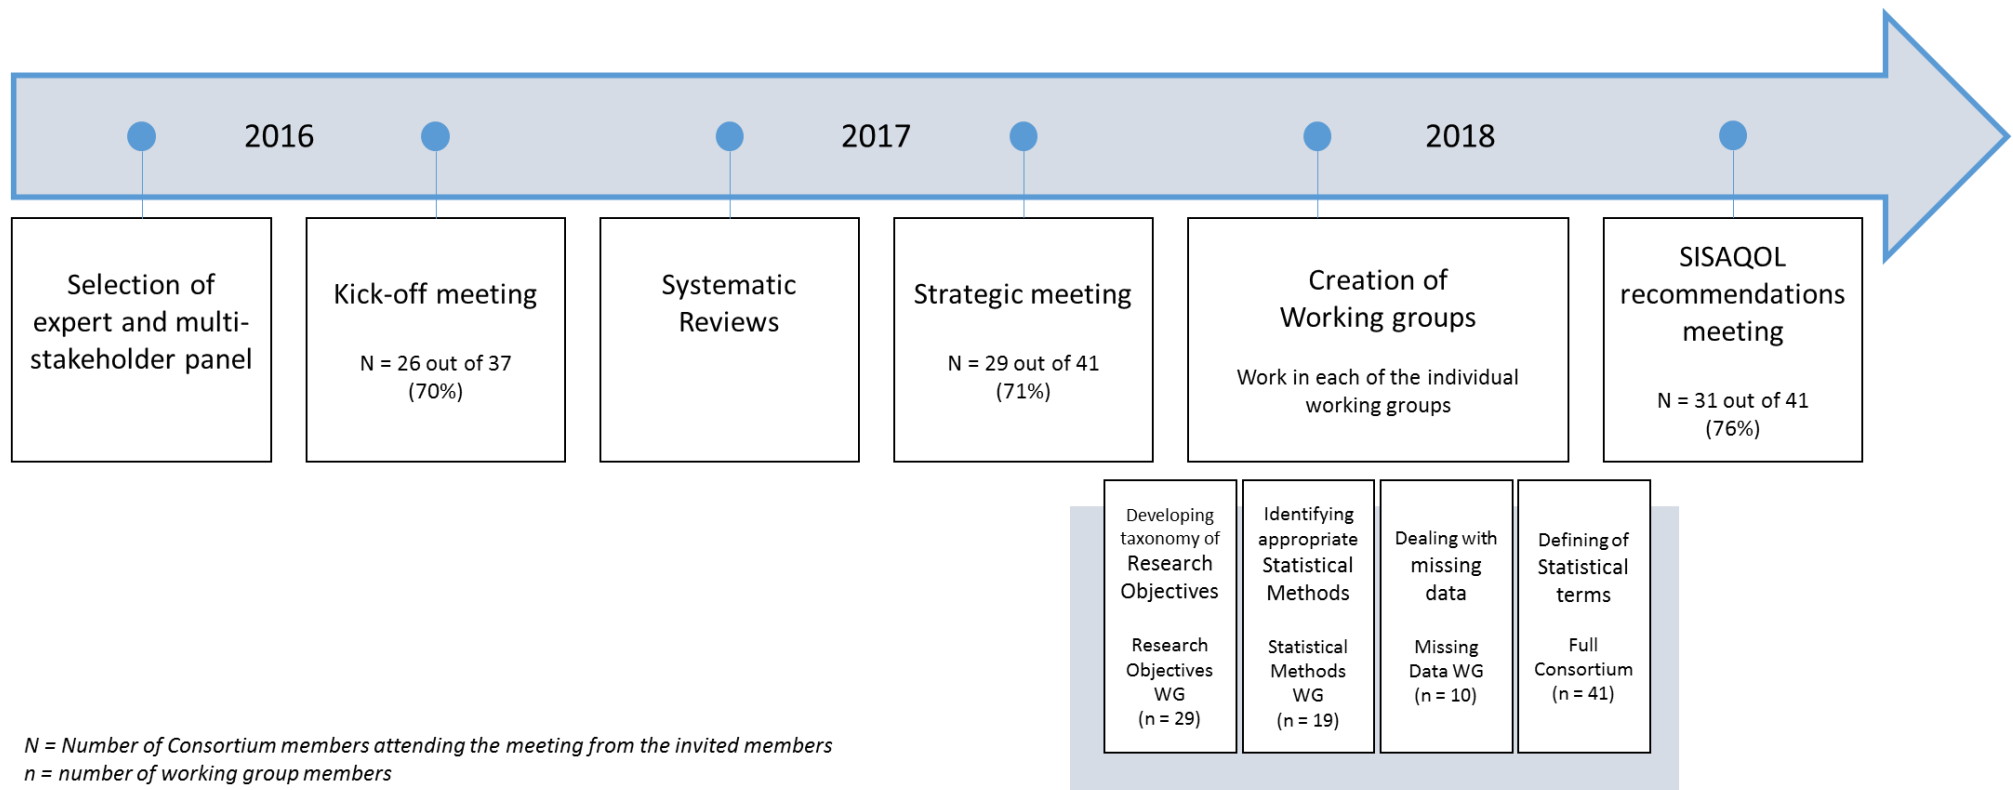 2016
2017
2018
Selection of
expert and multi-
stakeholder panel
Kick-off meeting
N = 26 out of 37
(70%)
Systematic
Reviews
Strategic meeting
N = 29 out of 41
(71%)
Creation of
Working groups
Work in each of the individual
working groups
SISAQOL
recommendations
meeting
N = 31 out of 41
(76%)
Developing
taxonomy of
Research
Objectives
Research
Objectives
WG
(n = 29)
Identifying
appropriate
Statistical
Methods
Statistical
Methods
WG
(n = 19)
Dealing with
missing
data
Missing
Data WG
(n = 10)
Defining of
Statistical
terms
Full
Consortium
(n = 41)
N = Number of Consortium members attending the meeting from the invited members
n = number of working group members